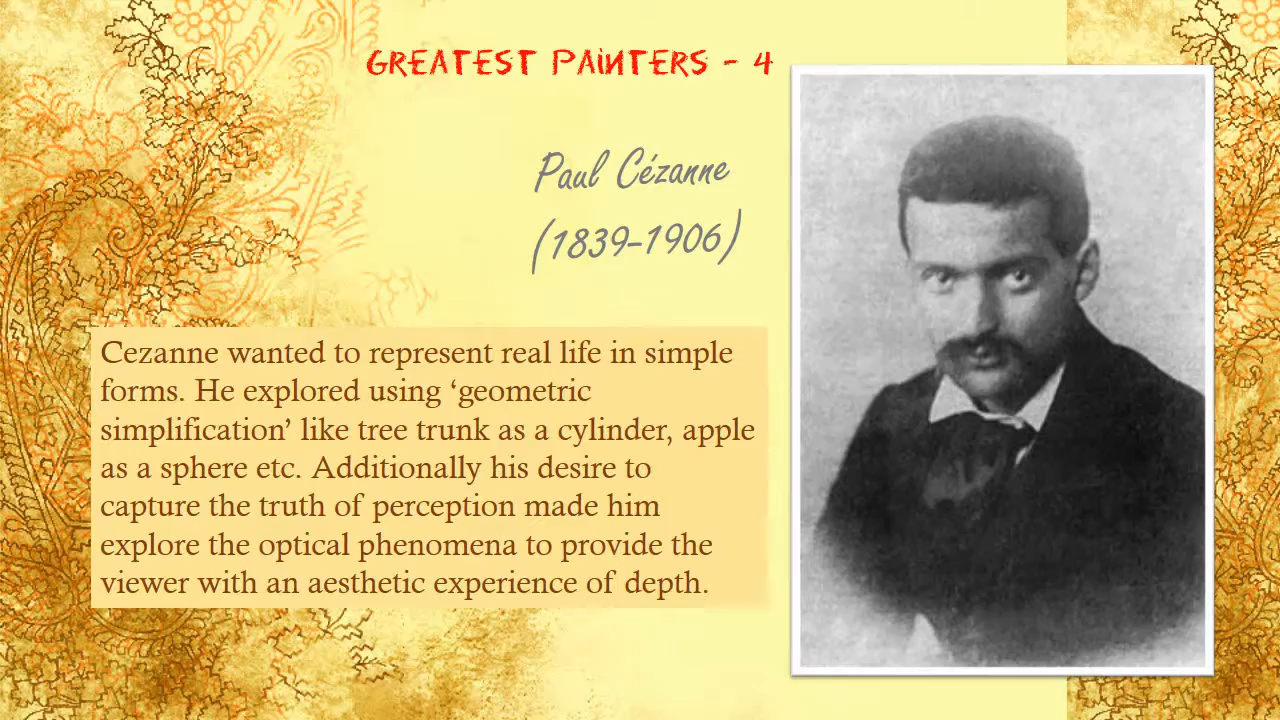 GREATEST PAINTERS - 4
Paul Cézanne
(1839-1906)
Cezanne wanted to represent real life in simple
forms. He explored using ‘geometric
simplification’ like tree trunk as a cylinder, apple
as a sphere etc. Additionally his desire to
capture the truth of perception made him
explore the optical phenomena to provide the
viewer with an aesthetic experience of depth.